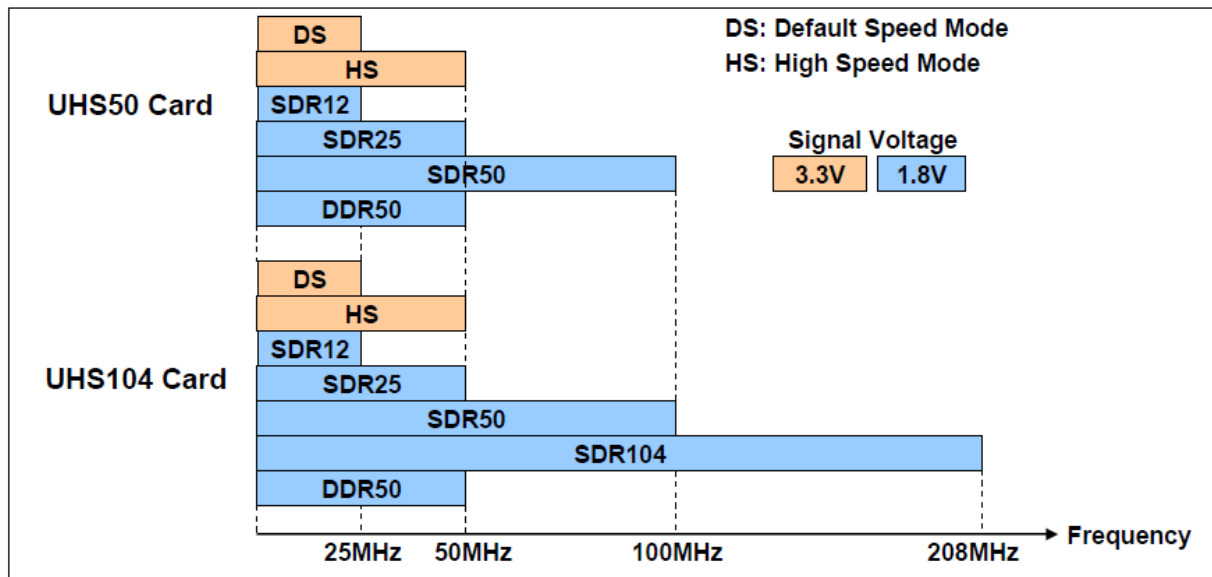 DS
DS: Default Speed Mode
HS
HS: High Speed Mode
UHS50 Card
SDR12
SDR25
Signal Voltage
SDR50
3.3V
1.8V
DDR50
DS
HS
SDR12
UHS104 Card
SDR25
SDR50
SDR104
DDR50
Frequency
25MHz
50MHz
100MHz
208MHz